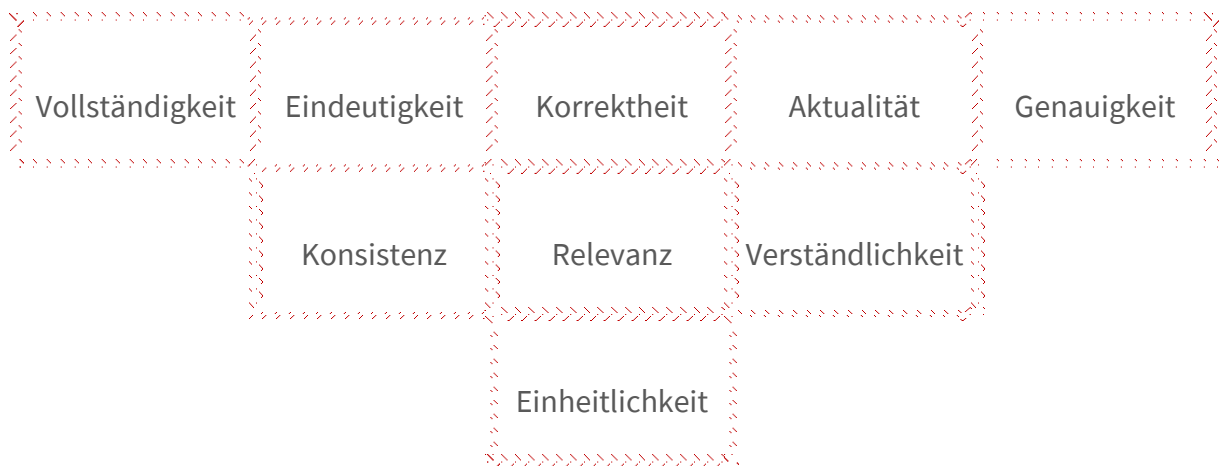 Vollständigkeit Eindeutigkeit Korrektheit Aktualität Genauigkeit
Konsistenz Relevanz Verständlichkeit
Einheitlichkeit